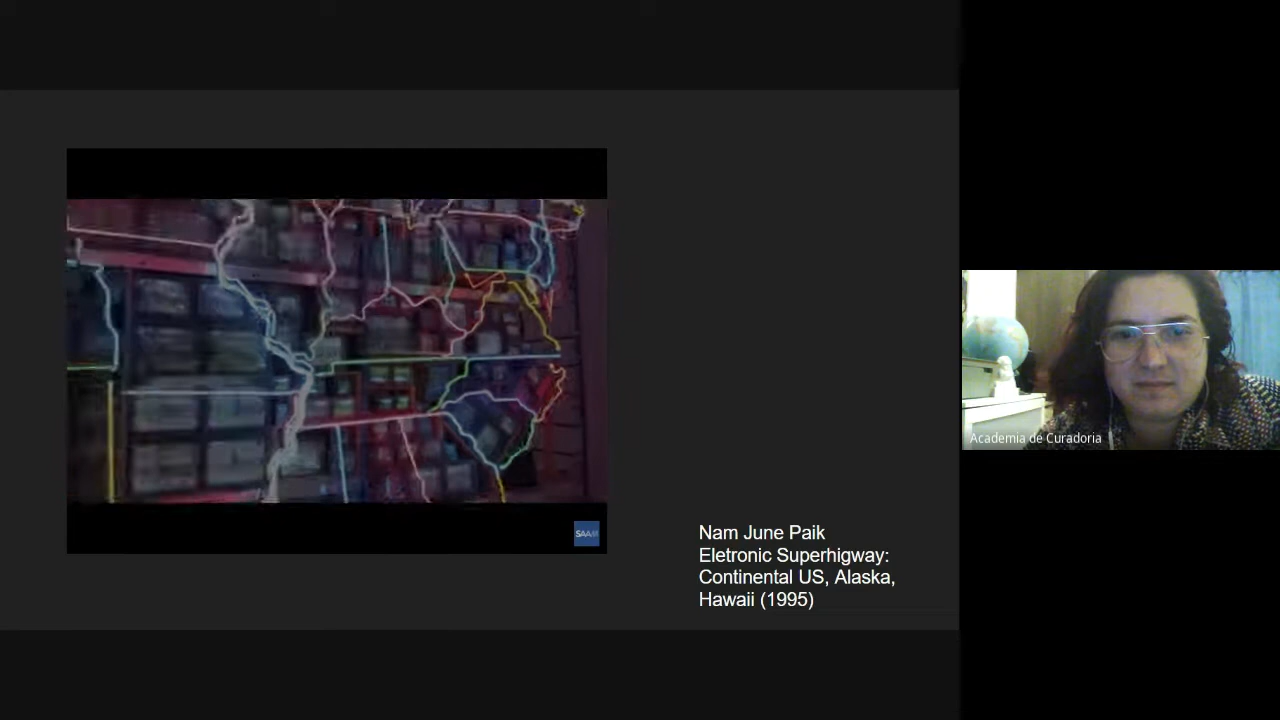 SAAM
Nam June Paik
Eletronic Superhigway:
Continental US, Alaska,
Hawaii (1995)
Academia de Curadoria